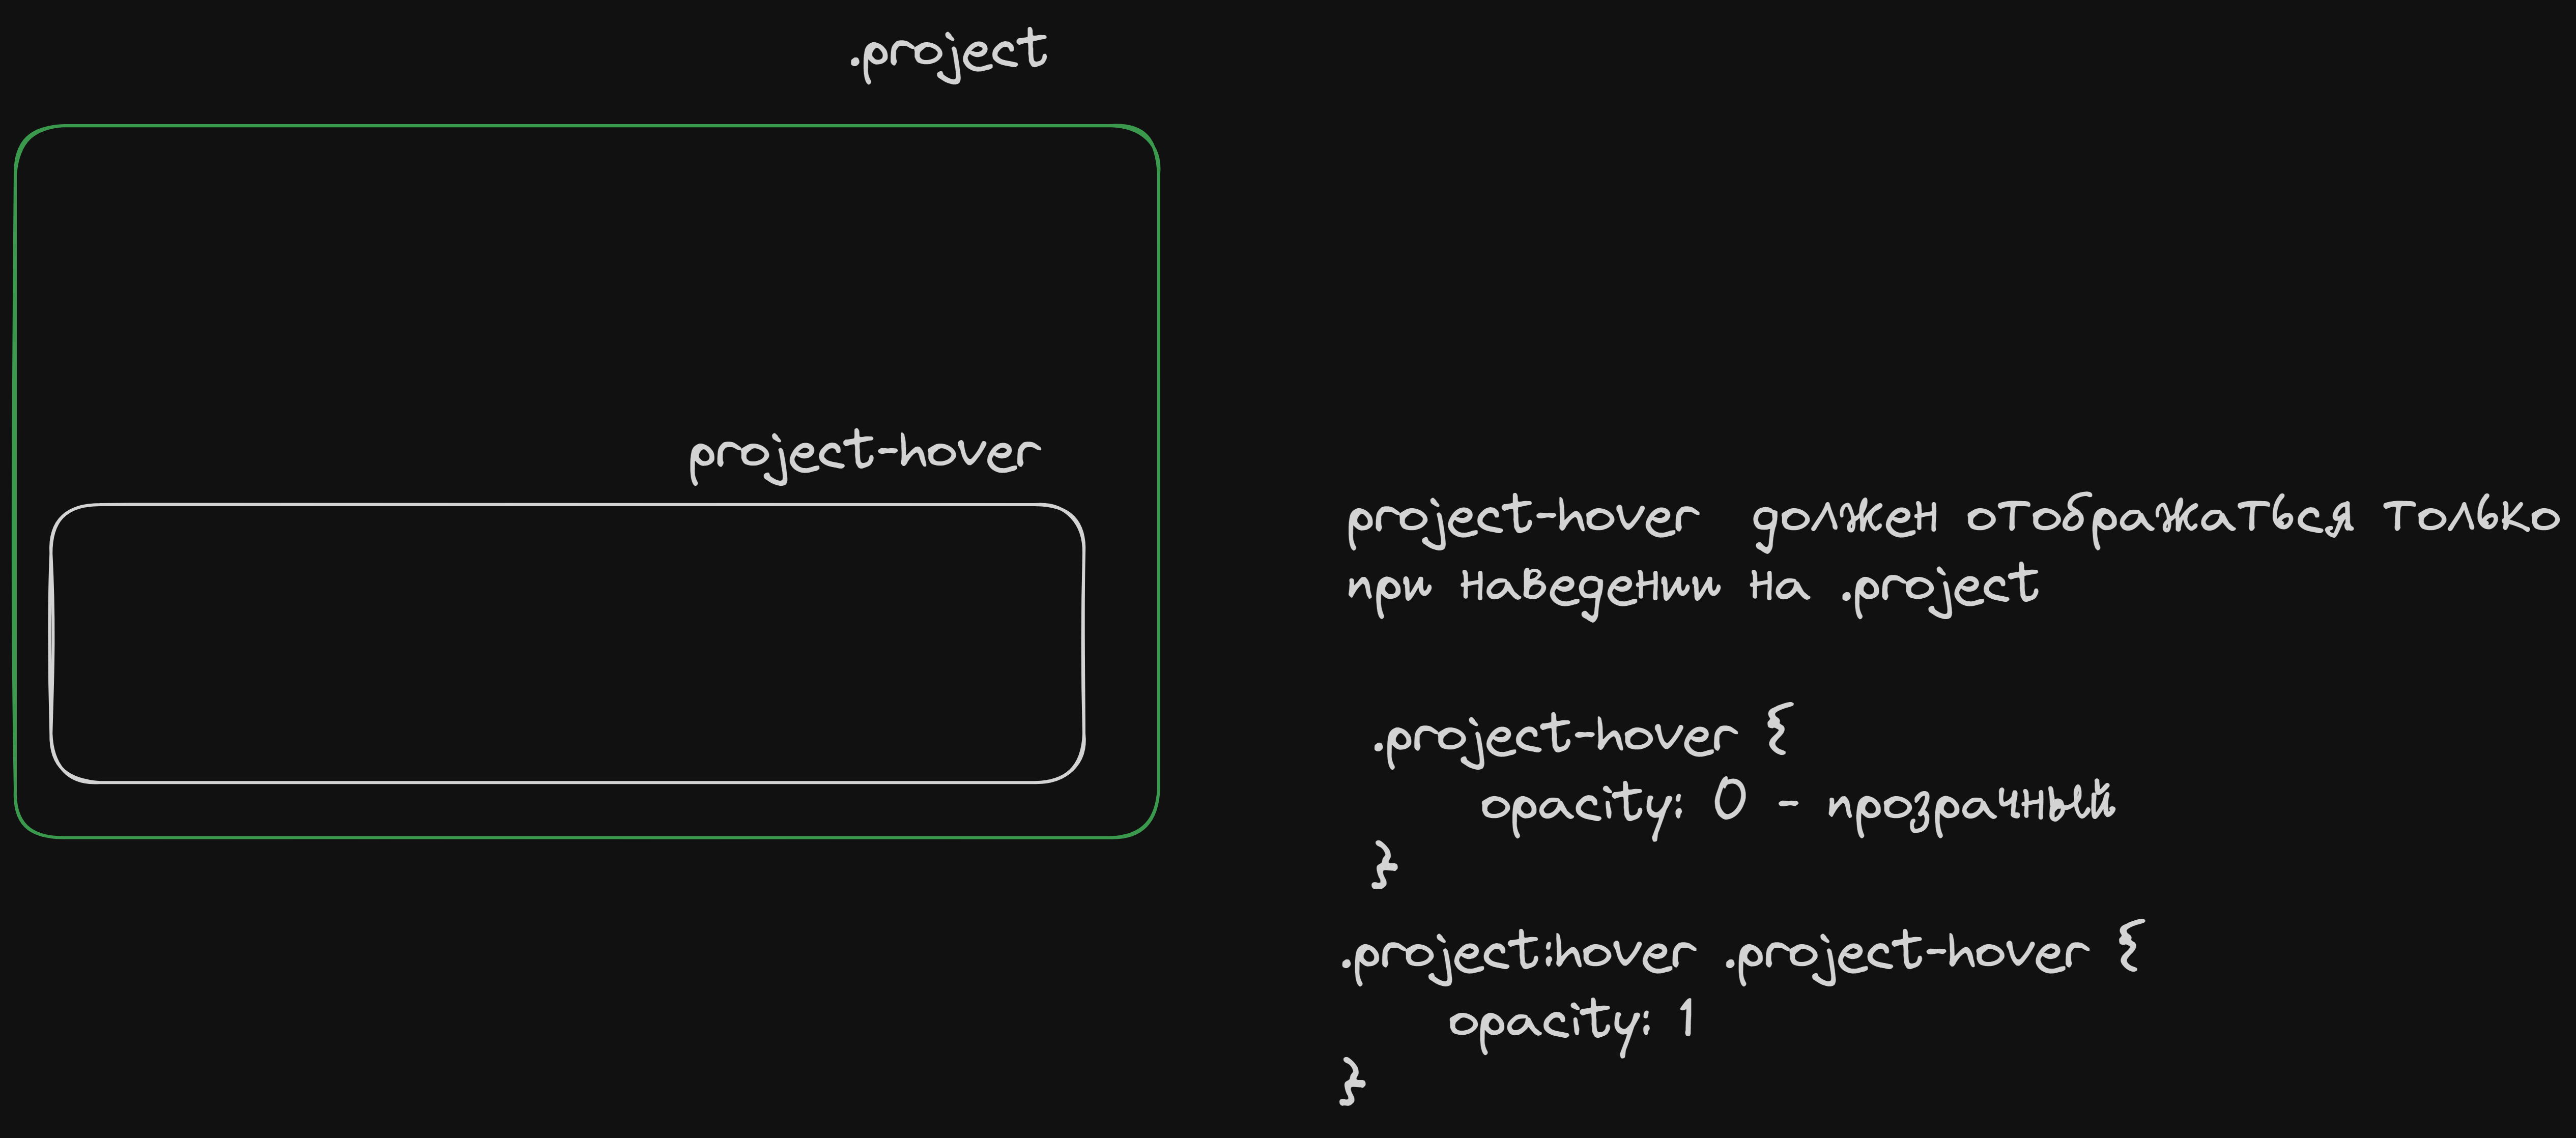 .project
project-hover
project-hover должен отображаться только
при наведении на .project
.project-hover {
opacity: 0 - прозрачный
}
.project:hover .project-hover {
opacity: 1
}